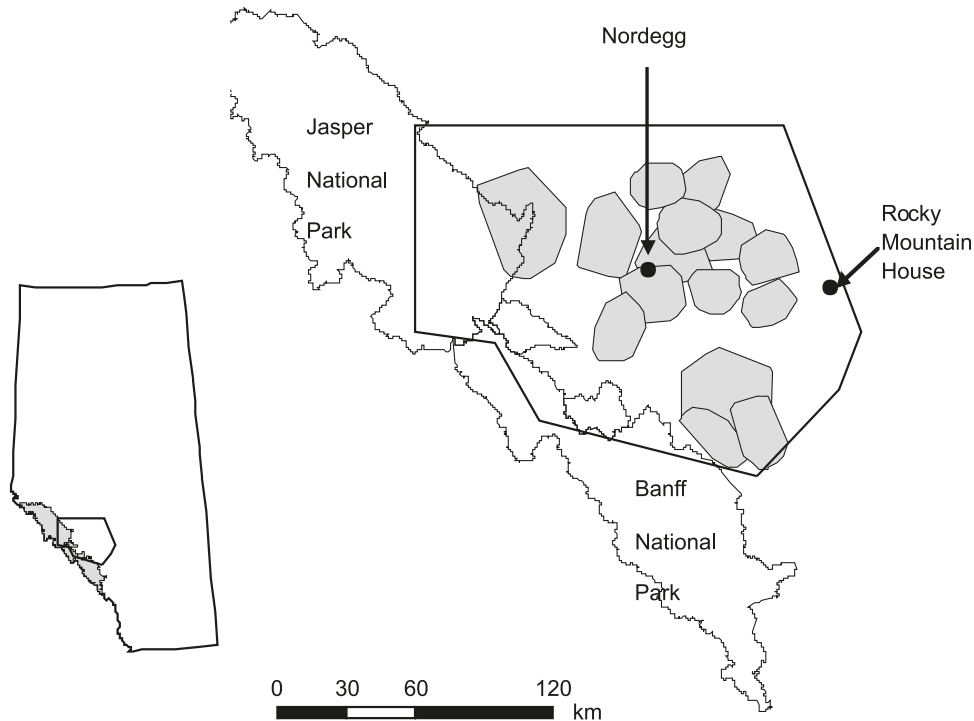 Nordegg
Jasper
National
Park
Rocky
Mountain
House
Banff
National
Park
0 30 60 120
km